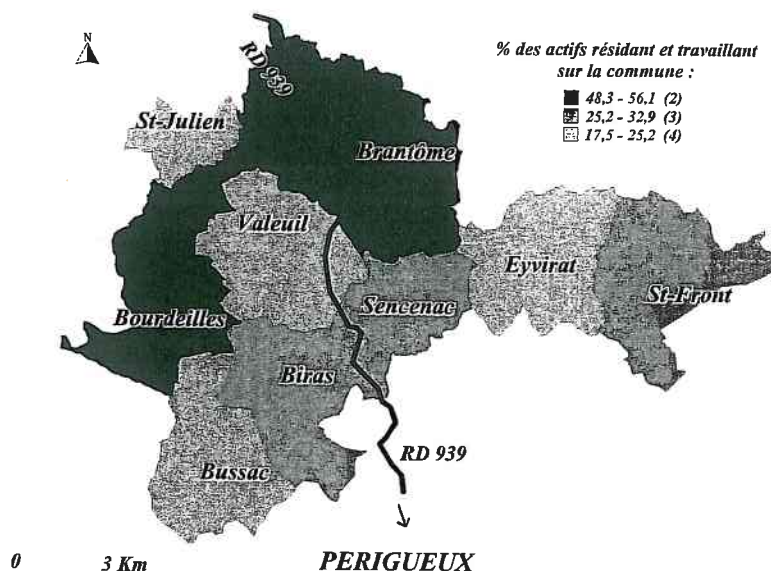 N
RD 939
% des actifs résidant et travaillant
sur la commune :
48,3 - 56,1 (2)
25,2 - 32,9 (3)
17,5 - 25,2 (4)
St-Julien
Brantôme
Valeuil
Eyvirat
St-Front
Sencenac
Bourdeilles
Biras
Bussac
RD 939
0 3 Km
PERIGUEUX